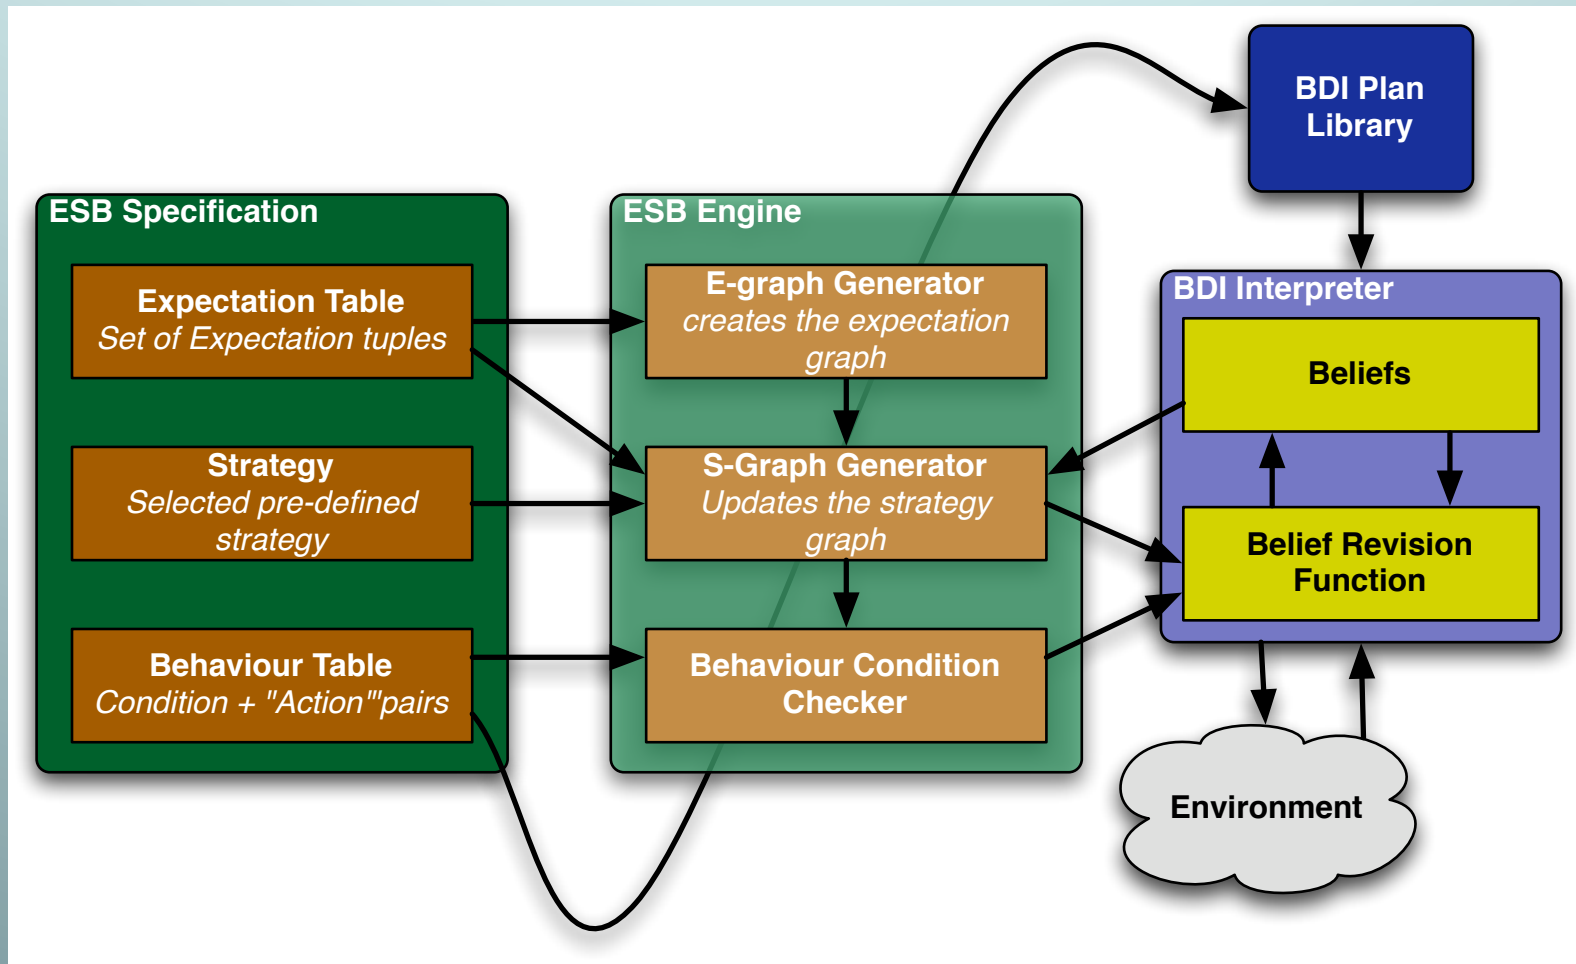 BDI Plan
Library
ESB Specification
Expectation Table
Set of Expectation tuples
Strategy
Selected pre-defined
strategy
Behaviour Table
Condition + "Action"'pairs
ESB Engine
E-graph Generator
creates the expectation
graph
S-Graph Generator
Updates the strategy
graph
Behaviour Condition
Checker
BDI Interpreter
Beliefs
Belief Revision
Function
Environment